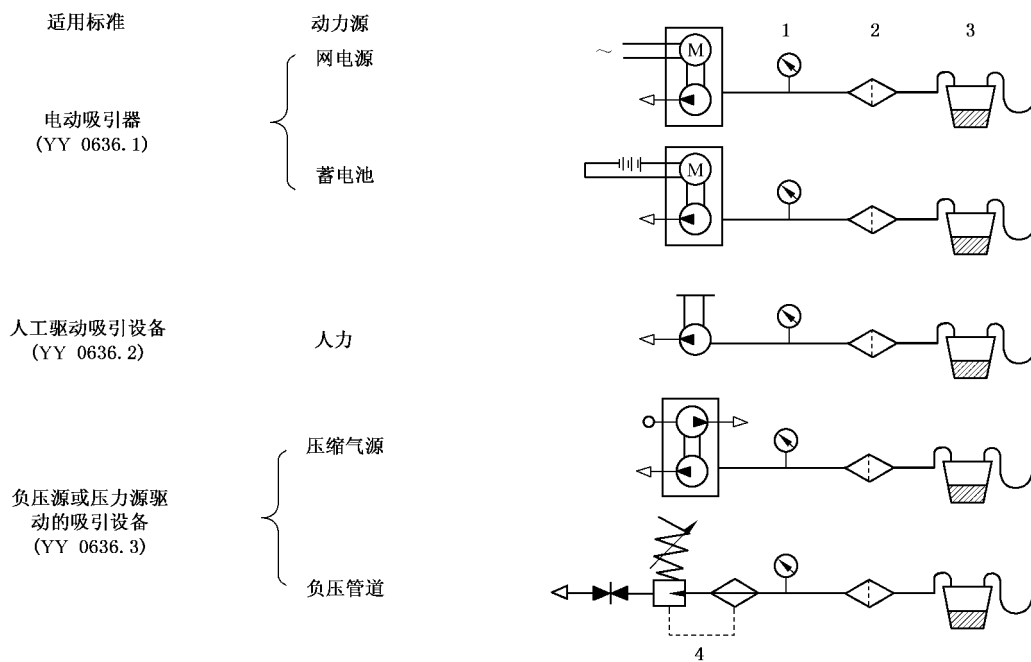 适用标准
动力源
1
2
3
网电源
M
~
电动吸引器
(YY 0636.1)
蓄电池
M
人工驱动吸引设备
(YY 0636.2)
人力
压缩气源
负压源或压力源驱
动的吸引设备
(YY 0636.3)
负压管道
4